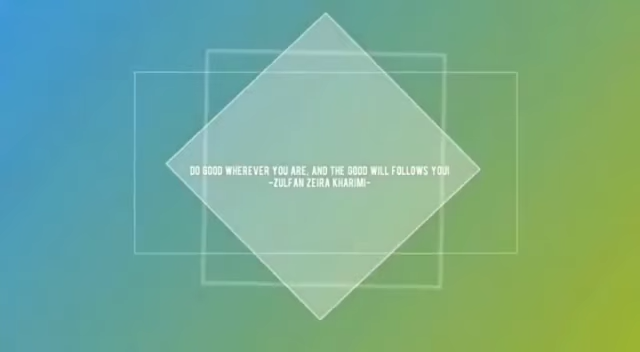 DO GOOD WHEREVER YOU ARE, AND THE GOOD WILL FOLLOWS YOU!
-ZULFAN ZEIRA KHARIMI-